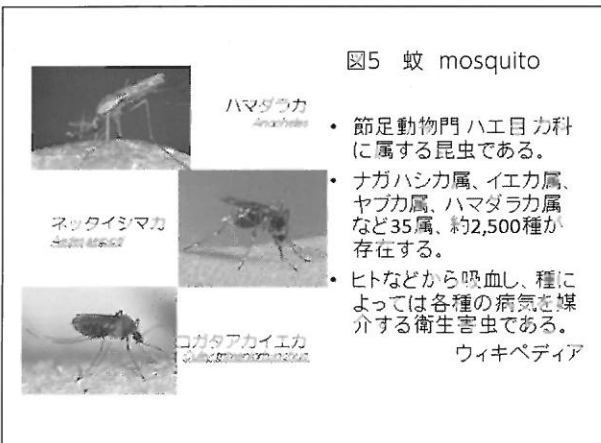 図5 蚊 mosquito
ハマダラカ
Anopheles
ネッタイシマカ
コガタアカイエカ
• 節足動物門 ハエ目 カ科
に属する昆虫である。
• ナガハシカ属、イエカ属、
ヤブカ属、ハマダラカ属
など35属、約2,500種が
存在する。
• ヒトなどから吸血し、種に
よっては各種の病気を媒
介する衛生害虫である。
ウィキペディア